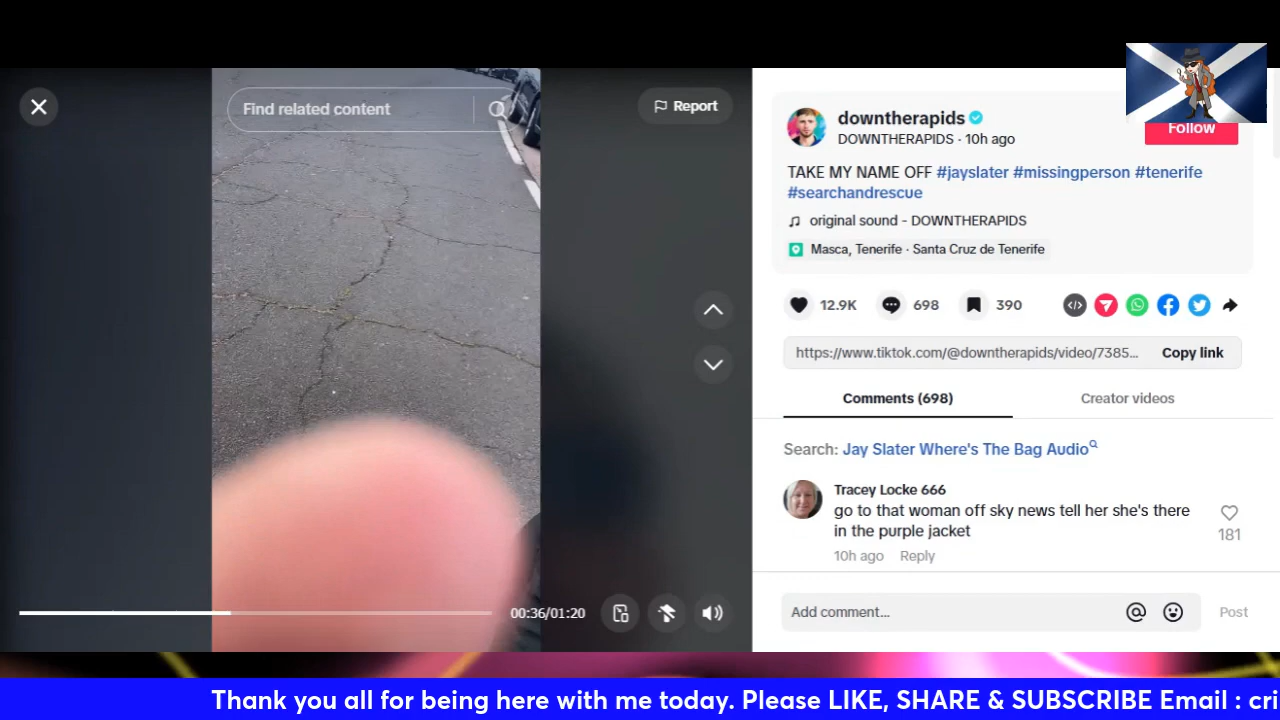 Find related content
Report
downtherapids
DOWNTHERAPIDS · 10h ago
Follow
TAKE MY NAME OFF #jayslater #missingperson #tenerife
#searchandrescue
original sound - DOWNTHERAPIDS
Masca, Tenerife · Santa Cruz de Tenerife
12.9K
698
390
https://www.tiktok.com/@downtherapids/video/7385...
Copy link
Comments (698)
Creator videos
Search: Jay Slater Where's The Bag Audio
Tracey Locke 666
go to that woman off sky news tell her she's there
in the purple jacket
181
10h ago
Reply
00:36/01:20
Add comment...
Post
Thank you all for being here with me today. Please LIKE, SHARE & SUBSCRIBE Email : cri